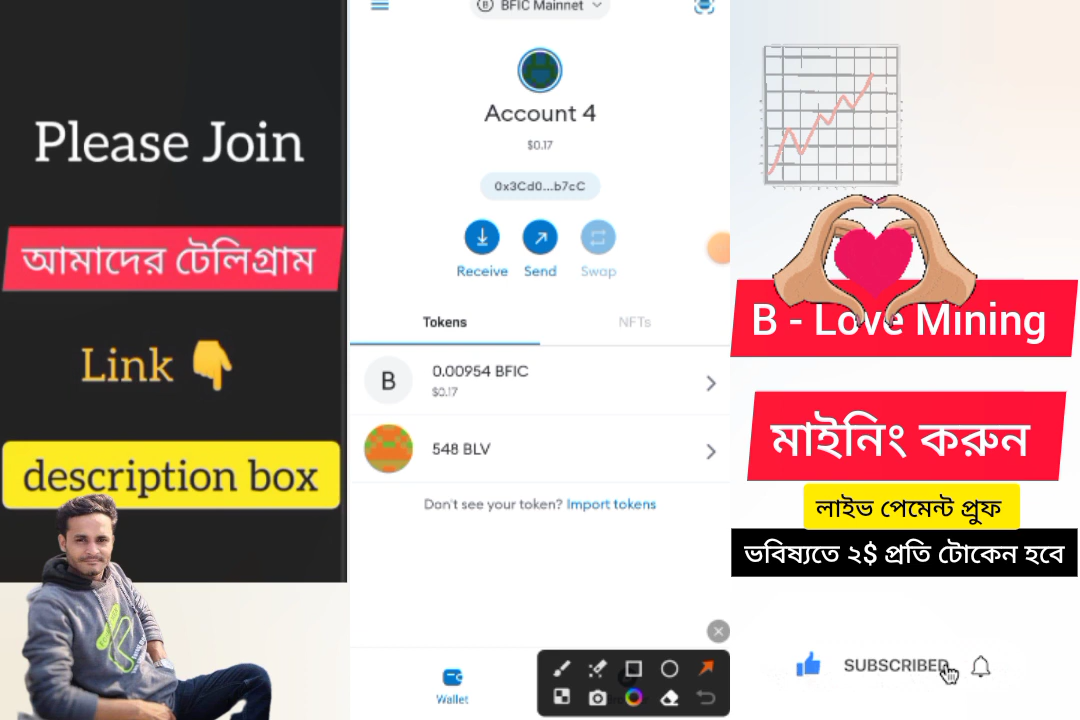 Please Join
আমাদের টেলিগ্রাম
Link
description box
BFIC Mainnet
Account 4
$0.17
0x3Cd0...b7cC
Receive Send Swap
Tokens NFTs
B
0.00954 BFIC
$0.17
548 BLV
Don't see your token? Import tokens
Wallet
B - Love Mining
মাইনিং করুন
লাইভ পেমেন্ট প্রুফ
ভবিষ্যতে ২$ প্রতি টোকেন হবে
SUBSCRIBED